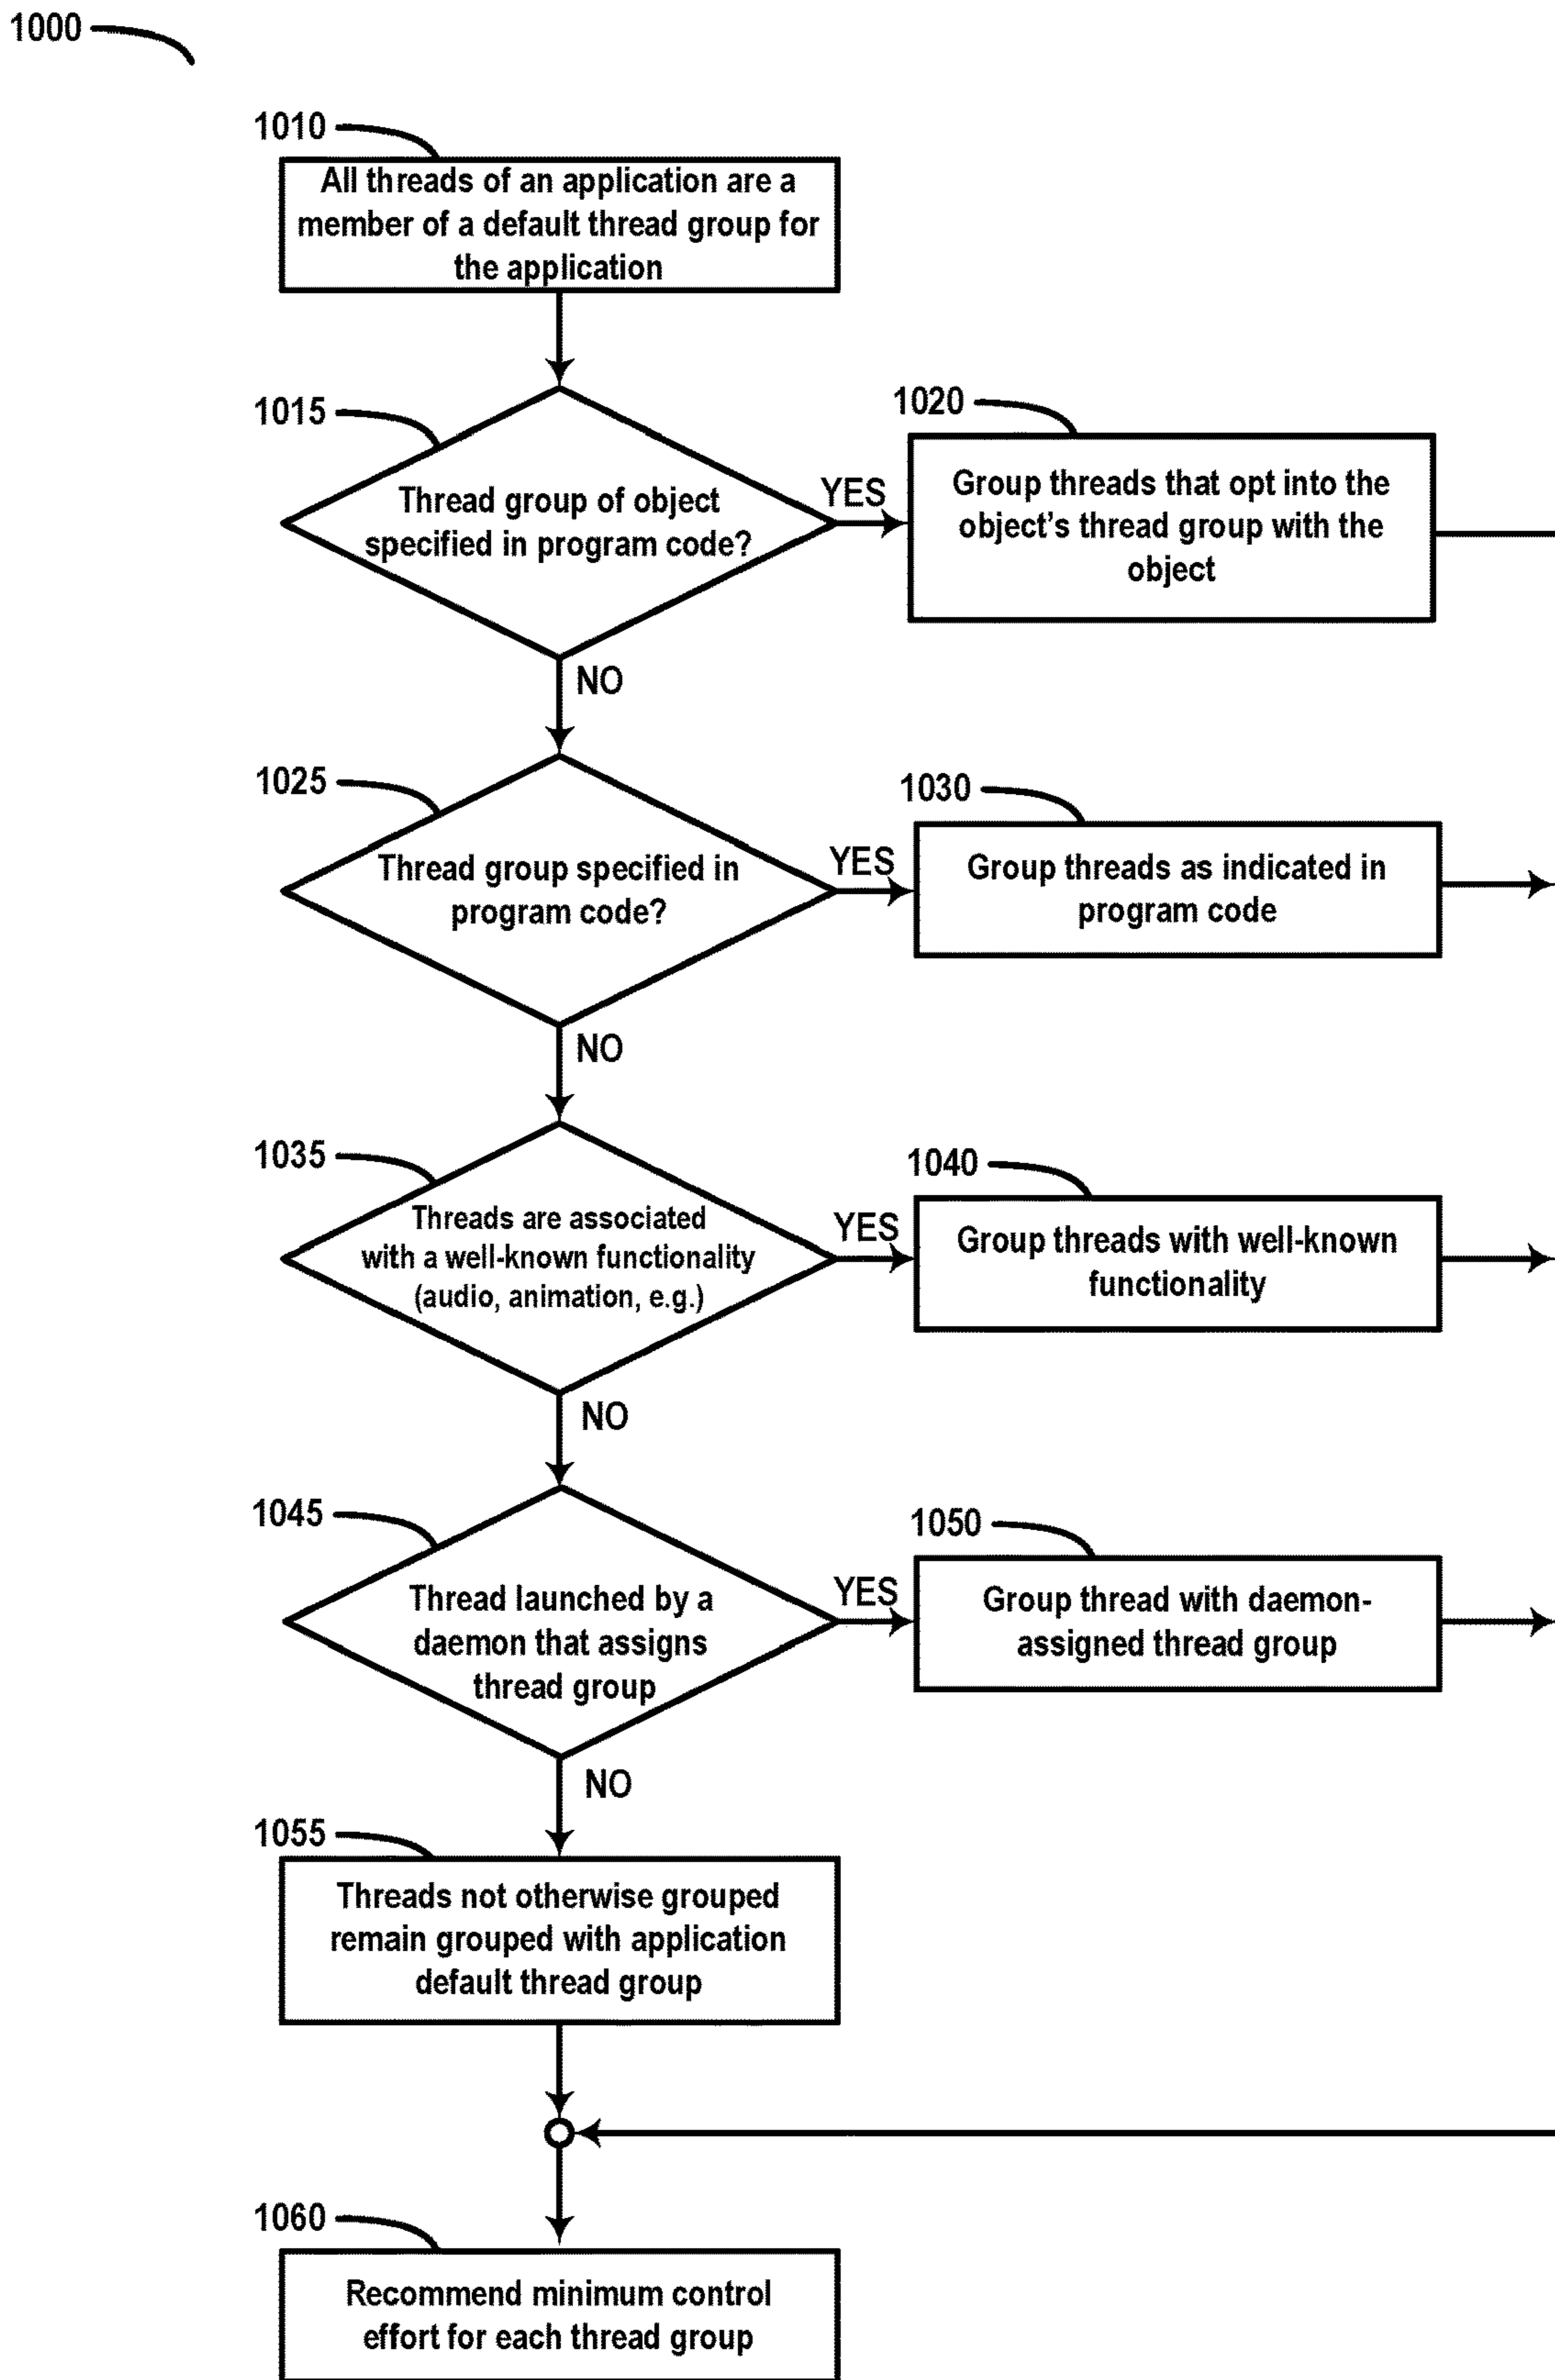 1000
1010
All threads of an application are a
member of a default thread group for
the application
1015
Thread group of object
specified in program code?
YES
1020
Group threads that opt into the
object's thread group with the
object
NO
1025
Thread group specified in
program code?
YES
1030
Group threads as indicated in
program code
NO
1035
Threads are associated
with a well-known functionality
(audio, animation, e.g.)
YES
1040
Group threads with well-known
functionality
NO
1045
Thread launched by a
daemon that assigns
thread group
YES
1050
Group thread with daemon-
assigned thread group
NO
1055
Threads not otherwise grouped
remain grouped with application
default thread group
1060
Recommend minimum control
effort for each thread group